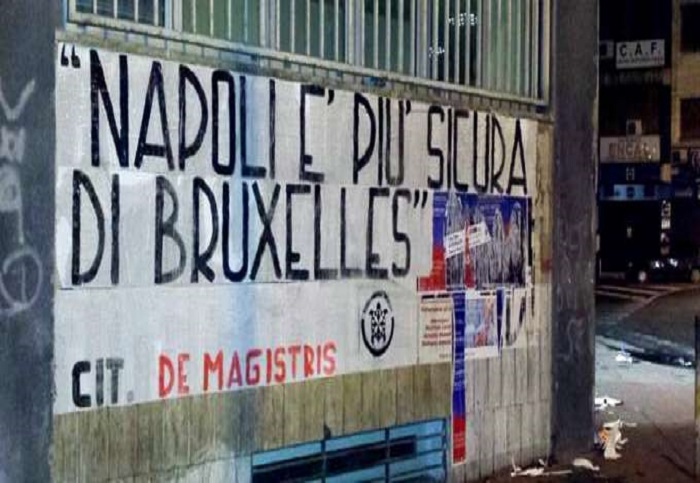 “NAPOLI E’ PIU’ SICURA
DI BRUXELLES”
CIT. DE MAGISTRIS
C.A.F.